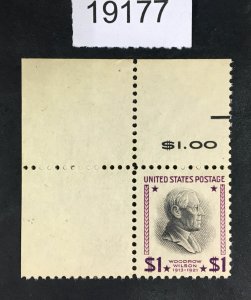 19177
$1.00
UNITED STATES POSTAGE
WOODROW
WILSON
1913-1921
$1 $1